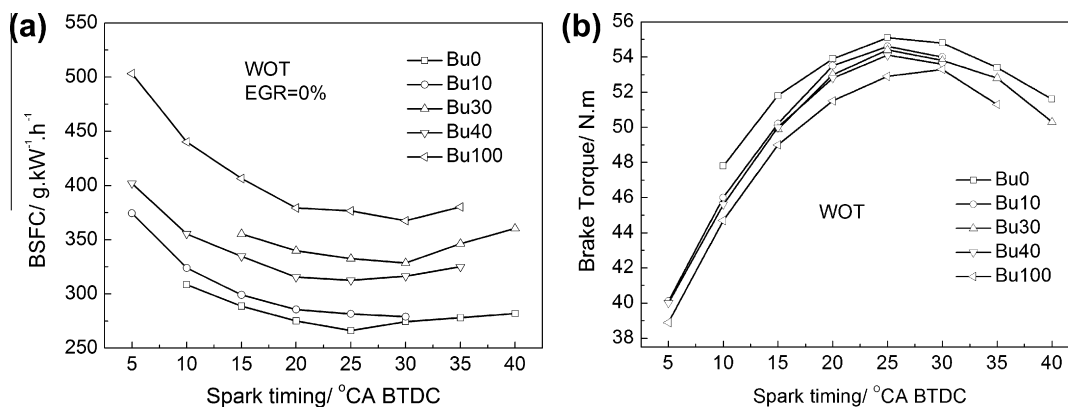 (a)
550
500
450
400
350
300
250
BSFC/ g.kW⁻¹.h⁻¹
WOT
EGR=0%
Bu0
Bu10
Bu30
Bu40
Bu100
5 10 15 20 25 30 35 40
Spark timing/ °CA BTDC
(b)
56
54
52
50
48
46
44
42
40
38
Brake Torque/ N.m
WOT
Bu0
Bu10
Bu30
Bu40
Bu100
5 10 15 20 25 30 35 40
Spark timing/ °CA BTDC